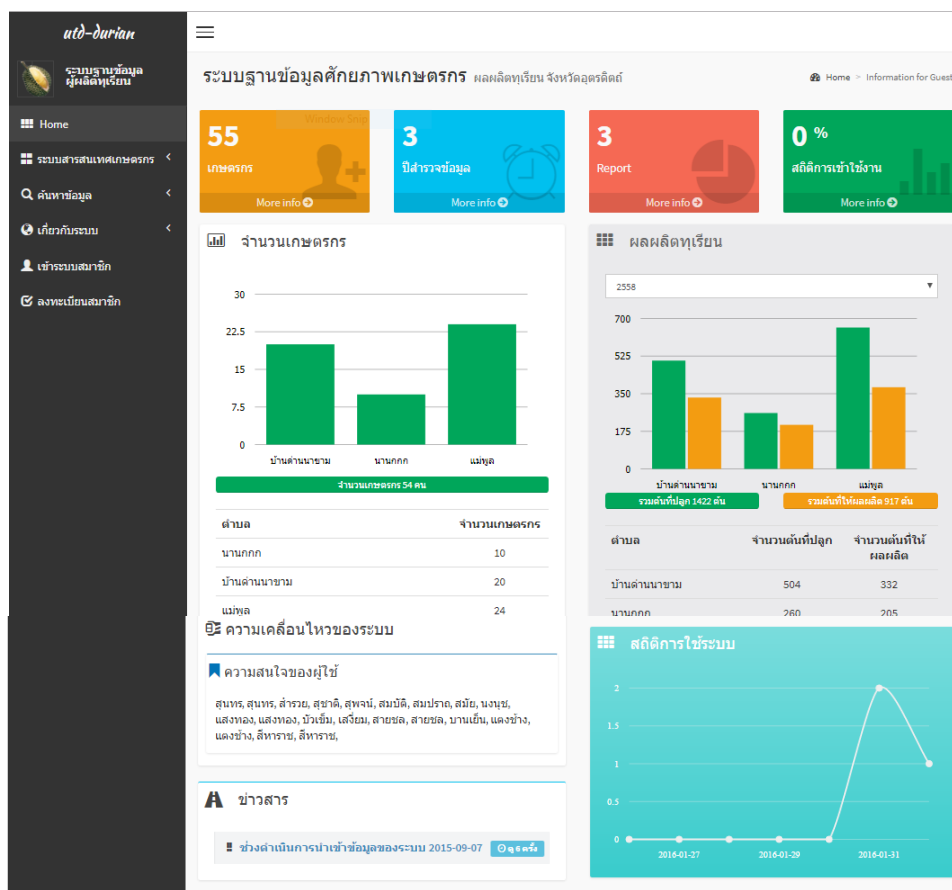 utd-durian
ระบบฐานข้อมูล
ผู้ผลิตทุเรียน
Home
ระบบสารสนเทศเกษตรกร
ค้นหาข้อมูล
เกี่ยวกับระบบ
เข้าระบบสมาชิก
ลงทะเบียนสมาชิก
ระบบฐานข้อมูลศักยภาพเกษตรกร ผลผลิตทุเรียน จังหวัดอุตรดิตถ์
Home > Information for Guest
Window Snip
55
เกษตรกร
More info
3
ปีสำรวจข้อมูล
More info
3
Report
More info
0 %
สถิติการเข้าใช้งาน
More info
จำนวนเกษตรกร
30
22.5
15
7.5
0
บ้านด่านนาขาม นานกกก แม่พูล
จำนวนเกษตรกร 54 คน
ตำบล จำนวนเกษตรกร
นานกกก 10
บ้านด่านนาขาม 20
แม่พูล 24
ผลผลิตทุเรียน
2558
700
525
350
175
0
บ้านด่านนาขาม นานกกก แม่พูล
รวมต้นที่ปลูก 1422 ต้น รวมต้นที่ให้ผลผลิต 917 ต้น
ตำบล จำนวนต้นที่ปลูก จำนวนต้นที่ให้
ผลผลิต
บ้านด่านนาขาม 504 332
นานกกก 260 205
ความเคลื่อนไหวของระบบ
ความสนใจของผู้ใช้
สุนทร, สุนทร, สำรวย, สุชาติ, สุพจน์, สมบัติ, สมปราถ, สมัย, นงนุช,
แสงทอง, แสงทอง, บัวเข็ม, เสงี่ยม, สายชล, สายชล, บานเย็น, แดงช้าง,
แดงช้าง, สีหาราช, สีหาราช,
ข่าวสาร
ช่วงดำเนินการนำเข้าข้อมูลของระบบ 2015-09-07 ดู 6 ครั้ง
สถิติการใช้ระบบ
2
1.5
1
0.5
0
2016-01-27 2016-01-29 2016-01-31